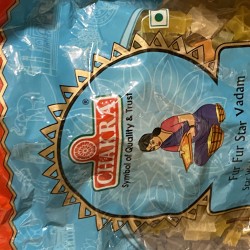 CHAKRA
®
Symbol of Quality & Trust
Fur Fur Star Vadam